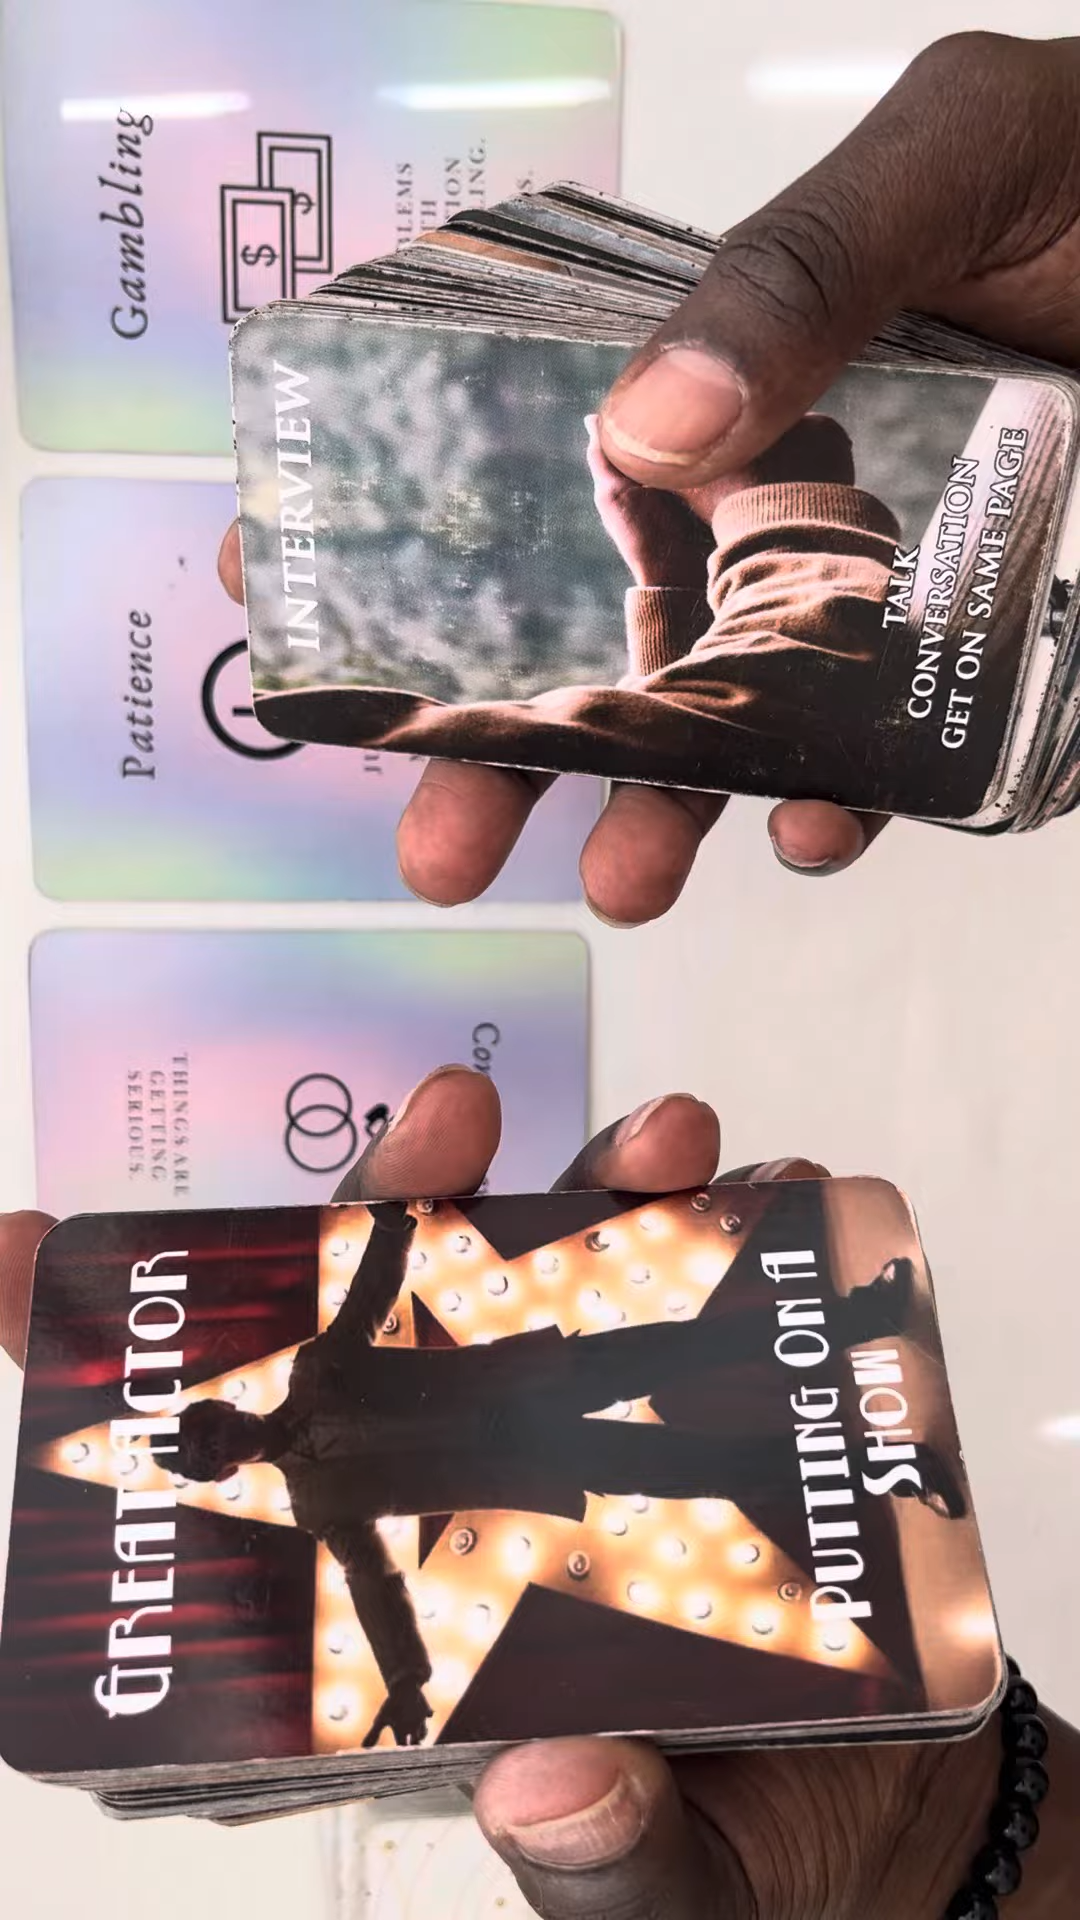 Gambling
$
$
Patience
THINGS ARE
GETTING
SERIOUS.
INTERVIEW
TALK
CONVERSATION
GET ON SAME PAGE
GREAT ACTOR
PUTTING ON A
SHOW